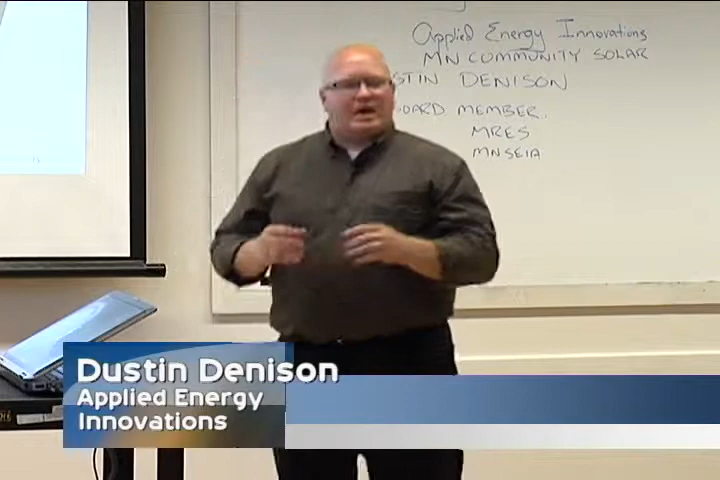 Applied Energy Innovations
MN COMMUNITY SOLAR
STIN DENISON
OARD MEMBER
MRES
MNSEIA
Dustin Denison
Applied Energy
Innovations